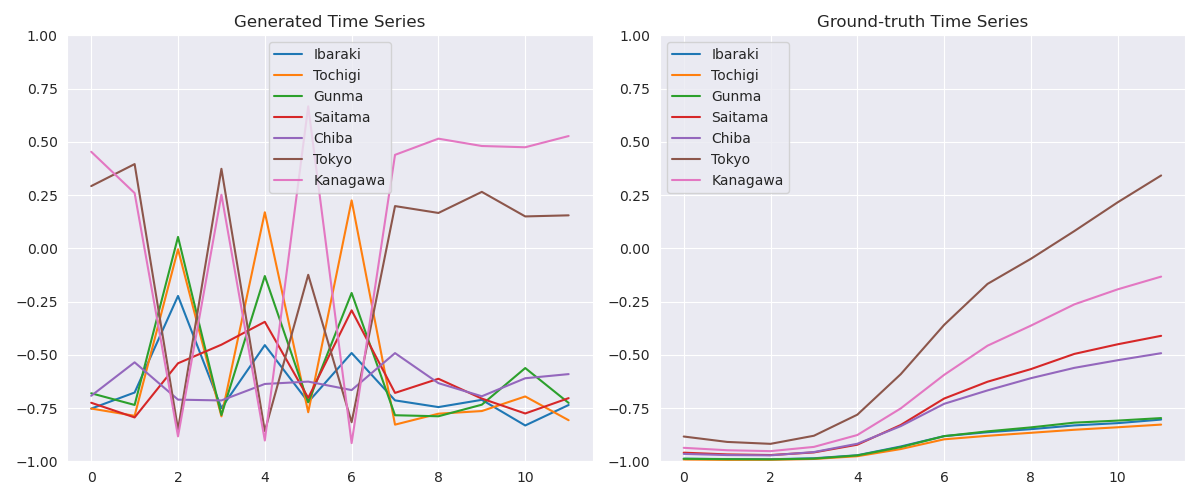 Generated Time Series
1.00
0.75
0.50
0.25
0.00
−0.25
−0.50
−0.75
−1.00
0 2 4 6 8 10
Ibaraki
Tochigi
Gunma
Saitama
Chiba
Tokyo
Kanagawa
Ground-truth Time Series
1.00
0.75
0.50
0.25
0.00
−0.25
−0.50
−0.75
−1.00
0 2 4 6 8 10
Ibaraki
Tochigi
Gunma
Saitama
Chiba
Tokyo
Kanagawa